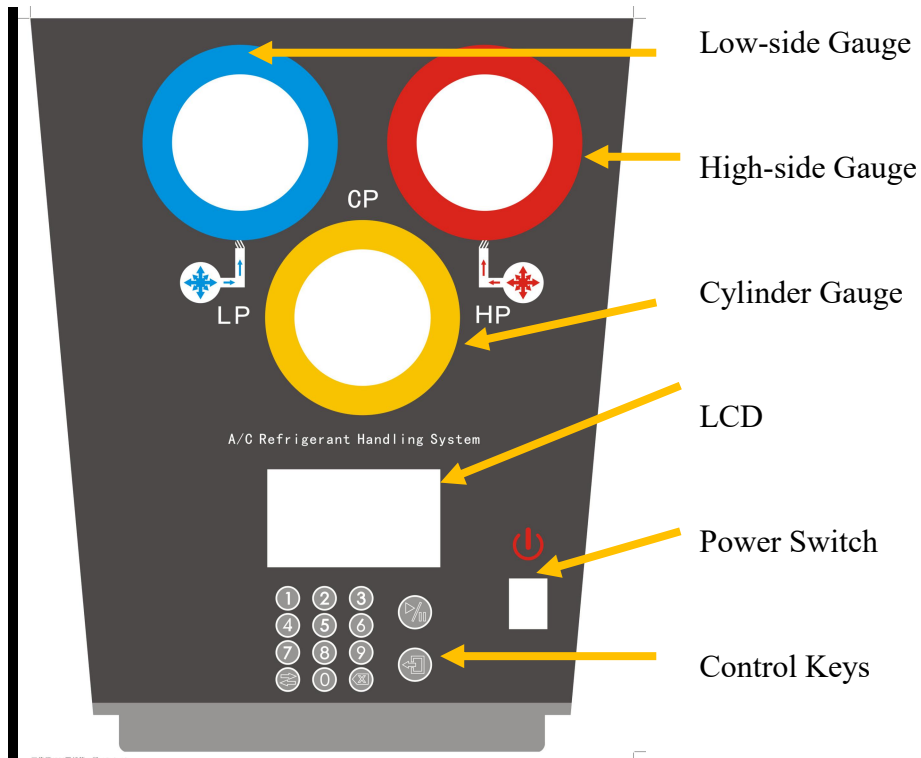 Low-side Gauge
High-side Gauge
CP
Cylinder Gauge
LP
HP
LCD
A/C Refrigerant Handling System
Power Switch
1 2 3
4 5 6
7 8 9
0
Control Keys